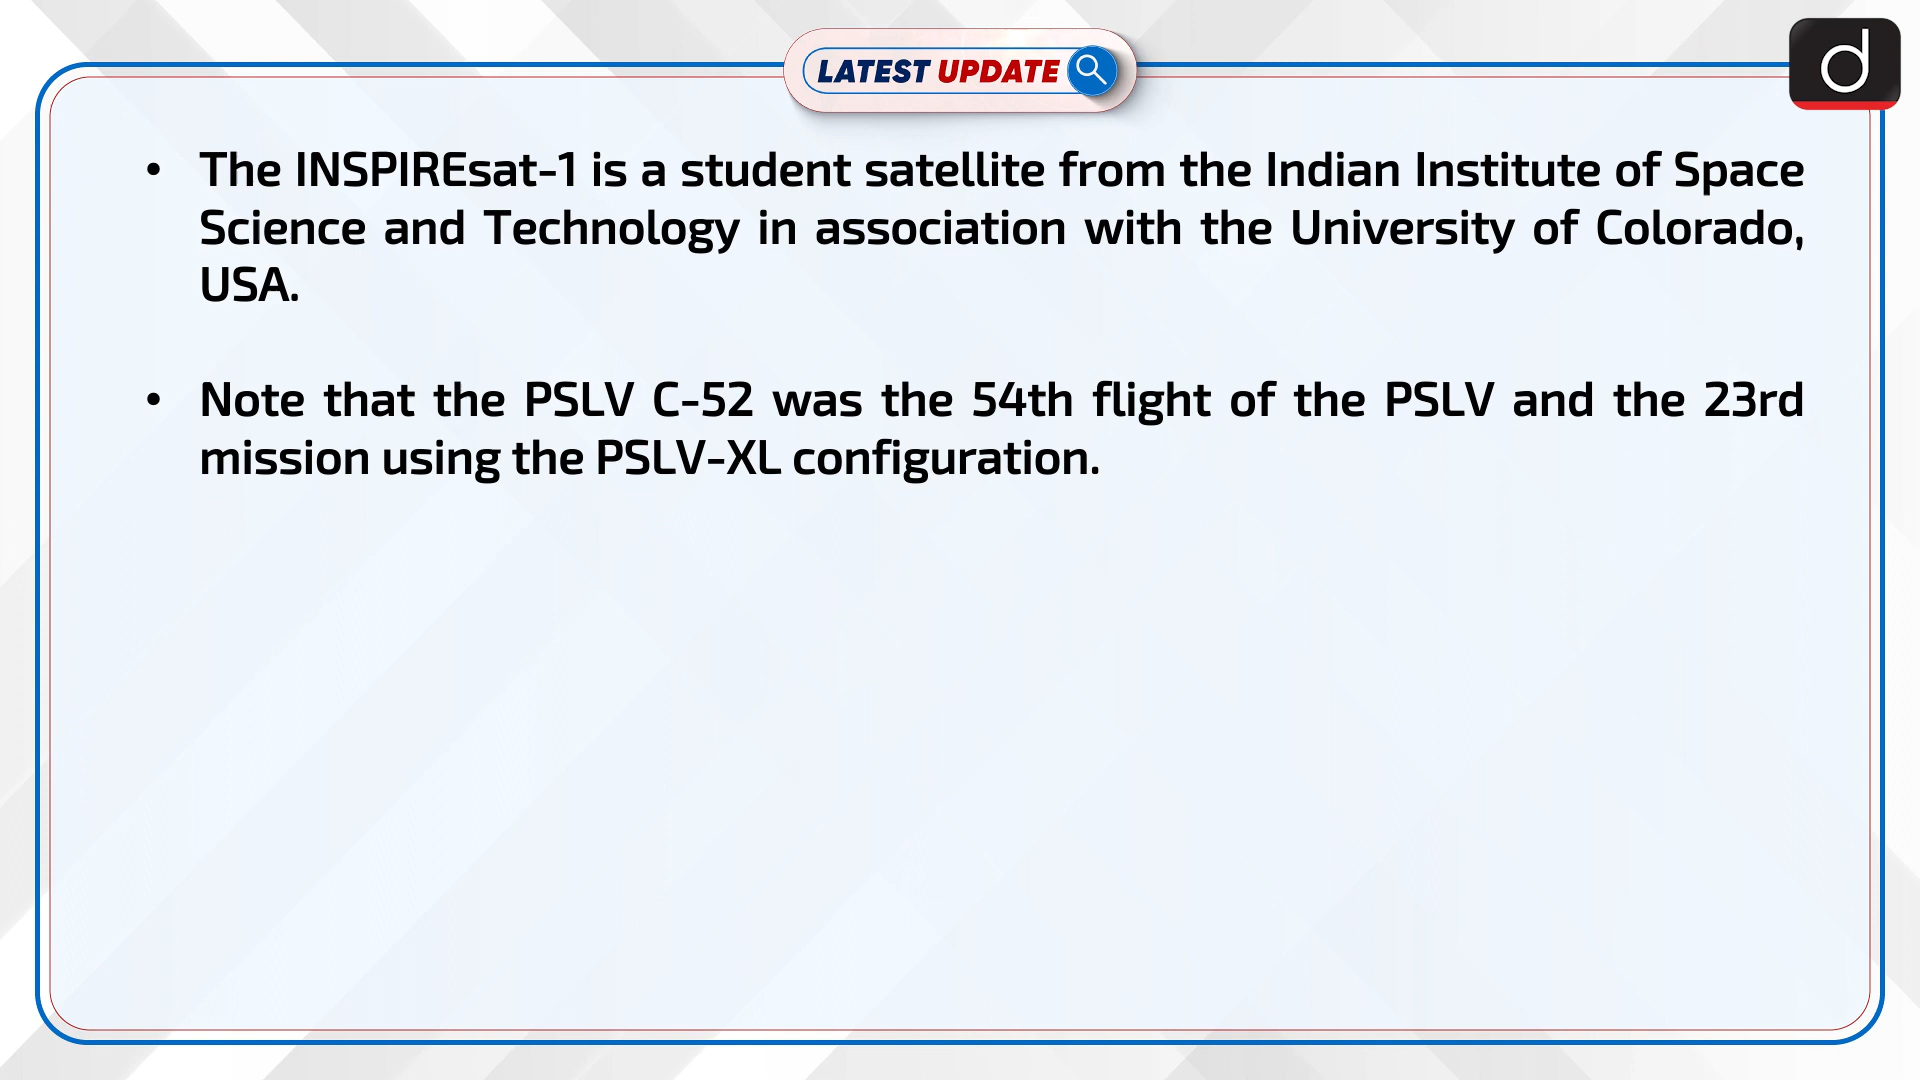 LATEST UPDATE
d
• The INSPIREsat-1 is a student satellite from the Indian Institute of Space
Science and Technology in association with the University of Colorado,
USA.
• Note that the PSLV C-52 was the 54th flight of the PSLV and the 23rd
mission using the PSLV-XL configuration.